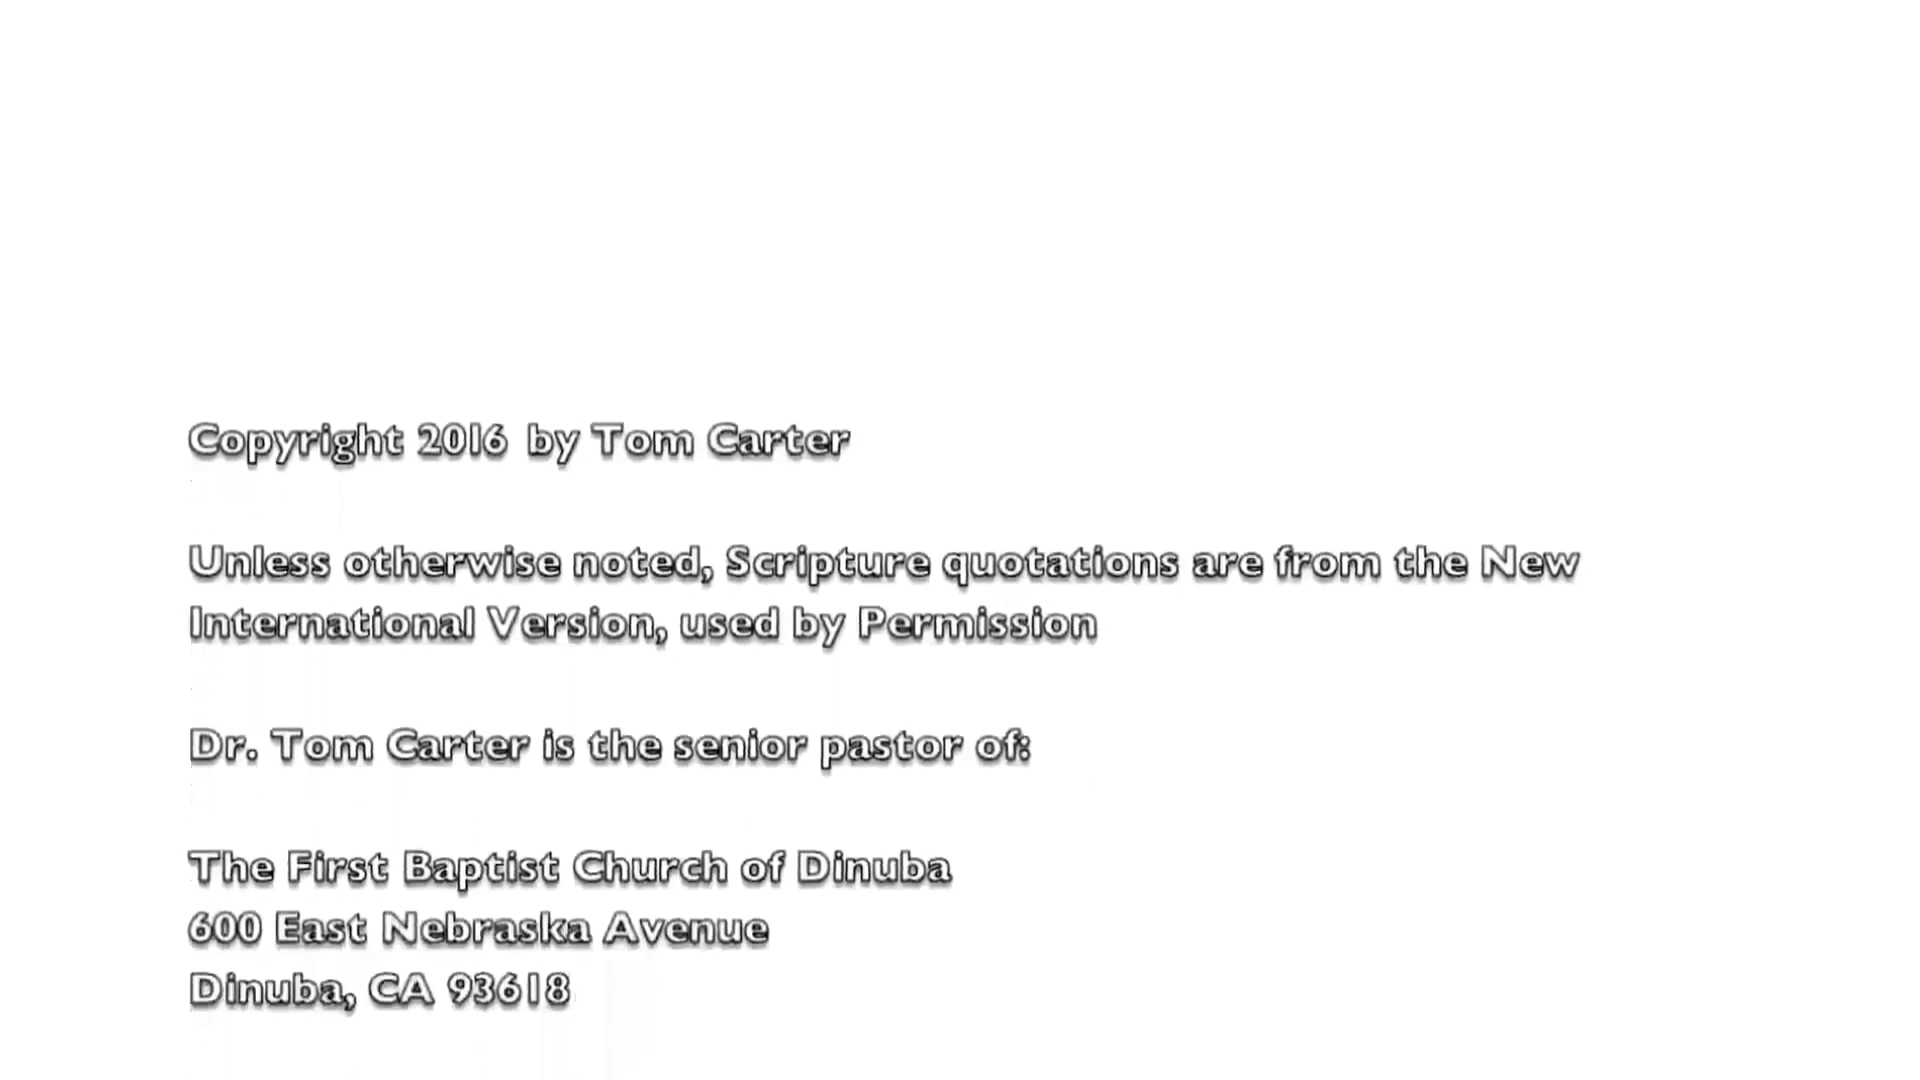 Copyright 2016 by Tom Carter
Unless otherwise noted, Scripture quotations are from the New
International Version, used by Permission
Dr. Tom Carter is the senior pastor of:
The First Baptist Church of Dinuba
600 East Nebraska Avenue
Dinuba, CA 93618